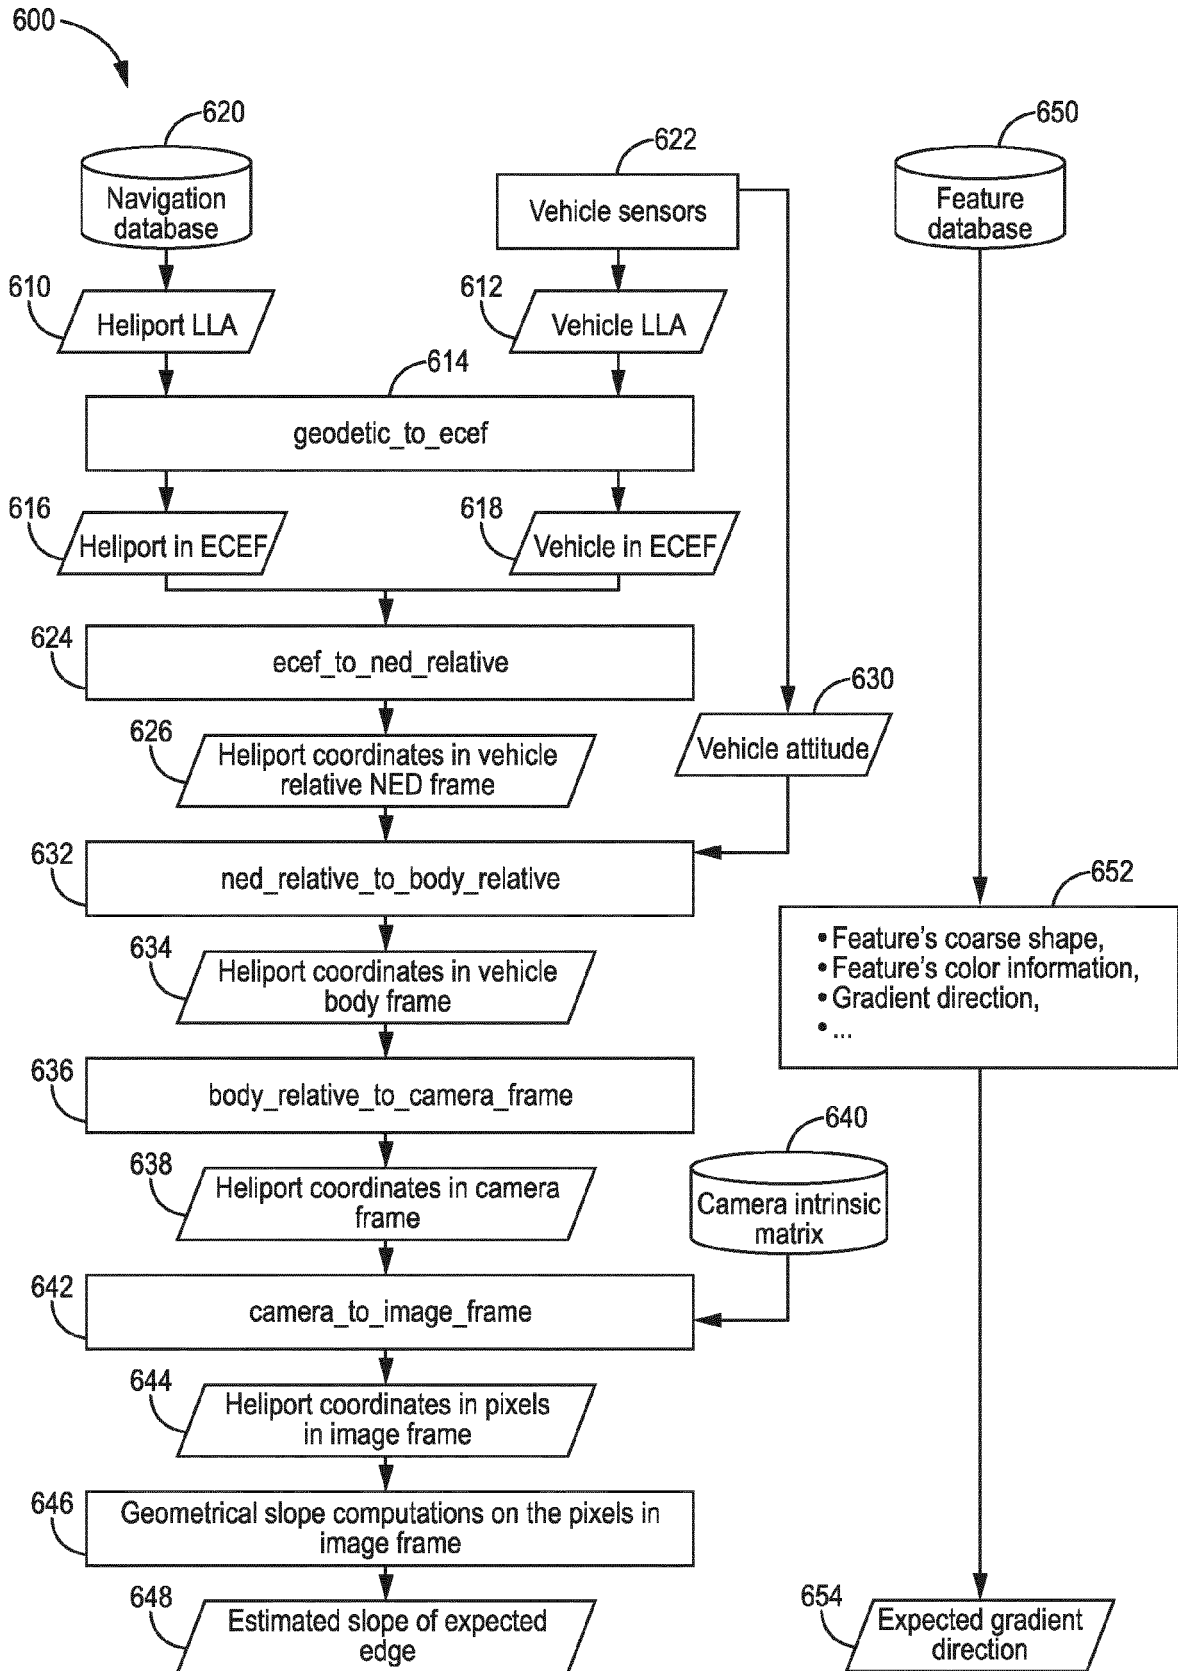 600
620
650
622
Navigation
database
Vehicle sensors
Feature
database
610
612
Heliport LLA
Vehicle LLA
614
geodetic_to_ecef
616
618
Heliport in ECEF
Vehicle in ECEF
624
ecef_to_ned_relative
630
626
Heliport coordinates in vehicle
relative NED frame
Vehicle attitude
632
ned_relative_to_body_relative
652
634
Heliport coordinates in vehicle
body frame
• Feature's coarse shape,
• Feature's color information,
• Gradient direction,
• ...
636
body_relative_to_camera_frame
640
638
Heliport coordinates in camera
frame
Camera intrinsic
matrix
642
camera_to_image_frame
644
Heliport coordinates in pixels
in image frame
646
Geometrical slope computations on the pixels in
image frame
648
Estimated slope of expected
edge
654
Expected gradient
direction